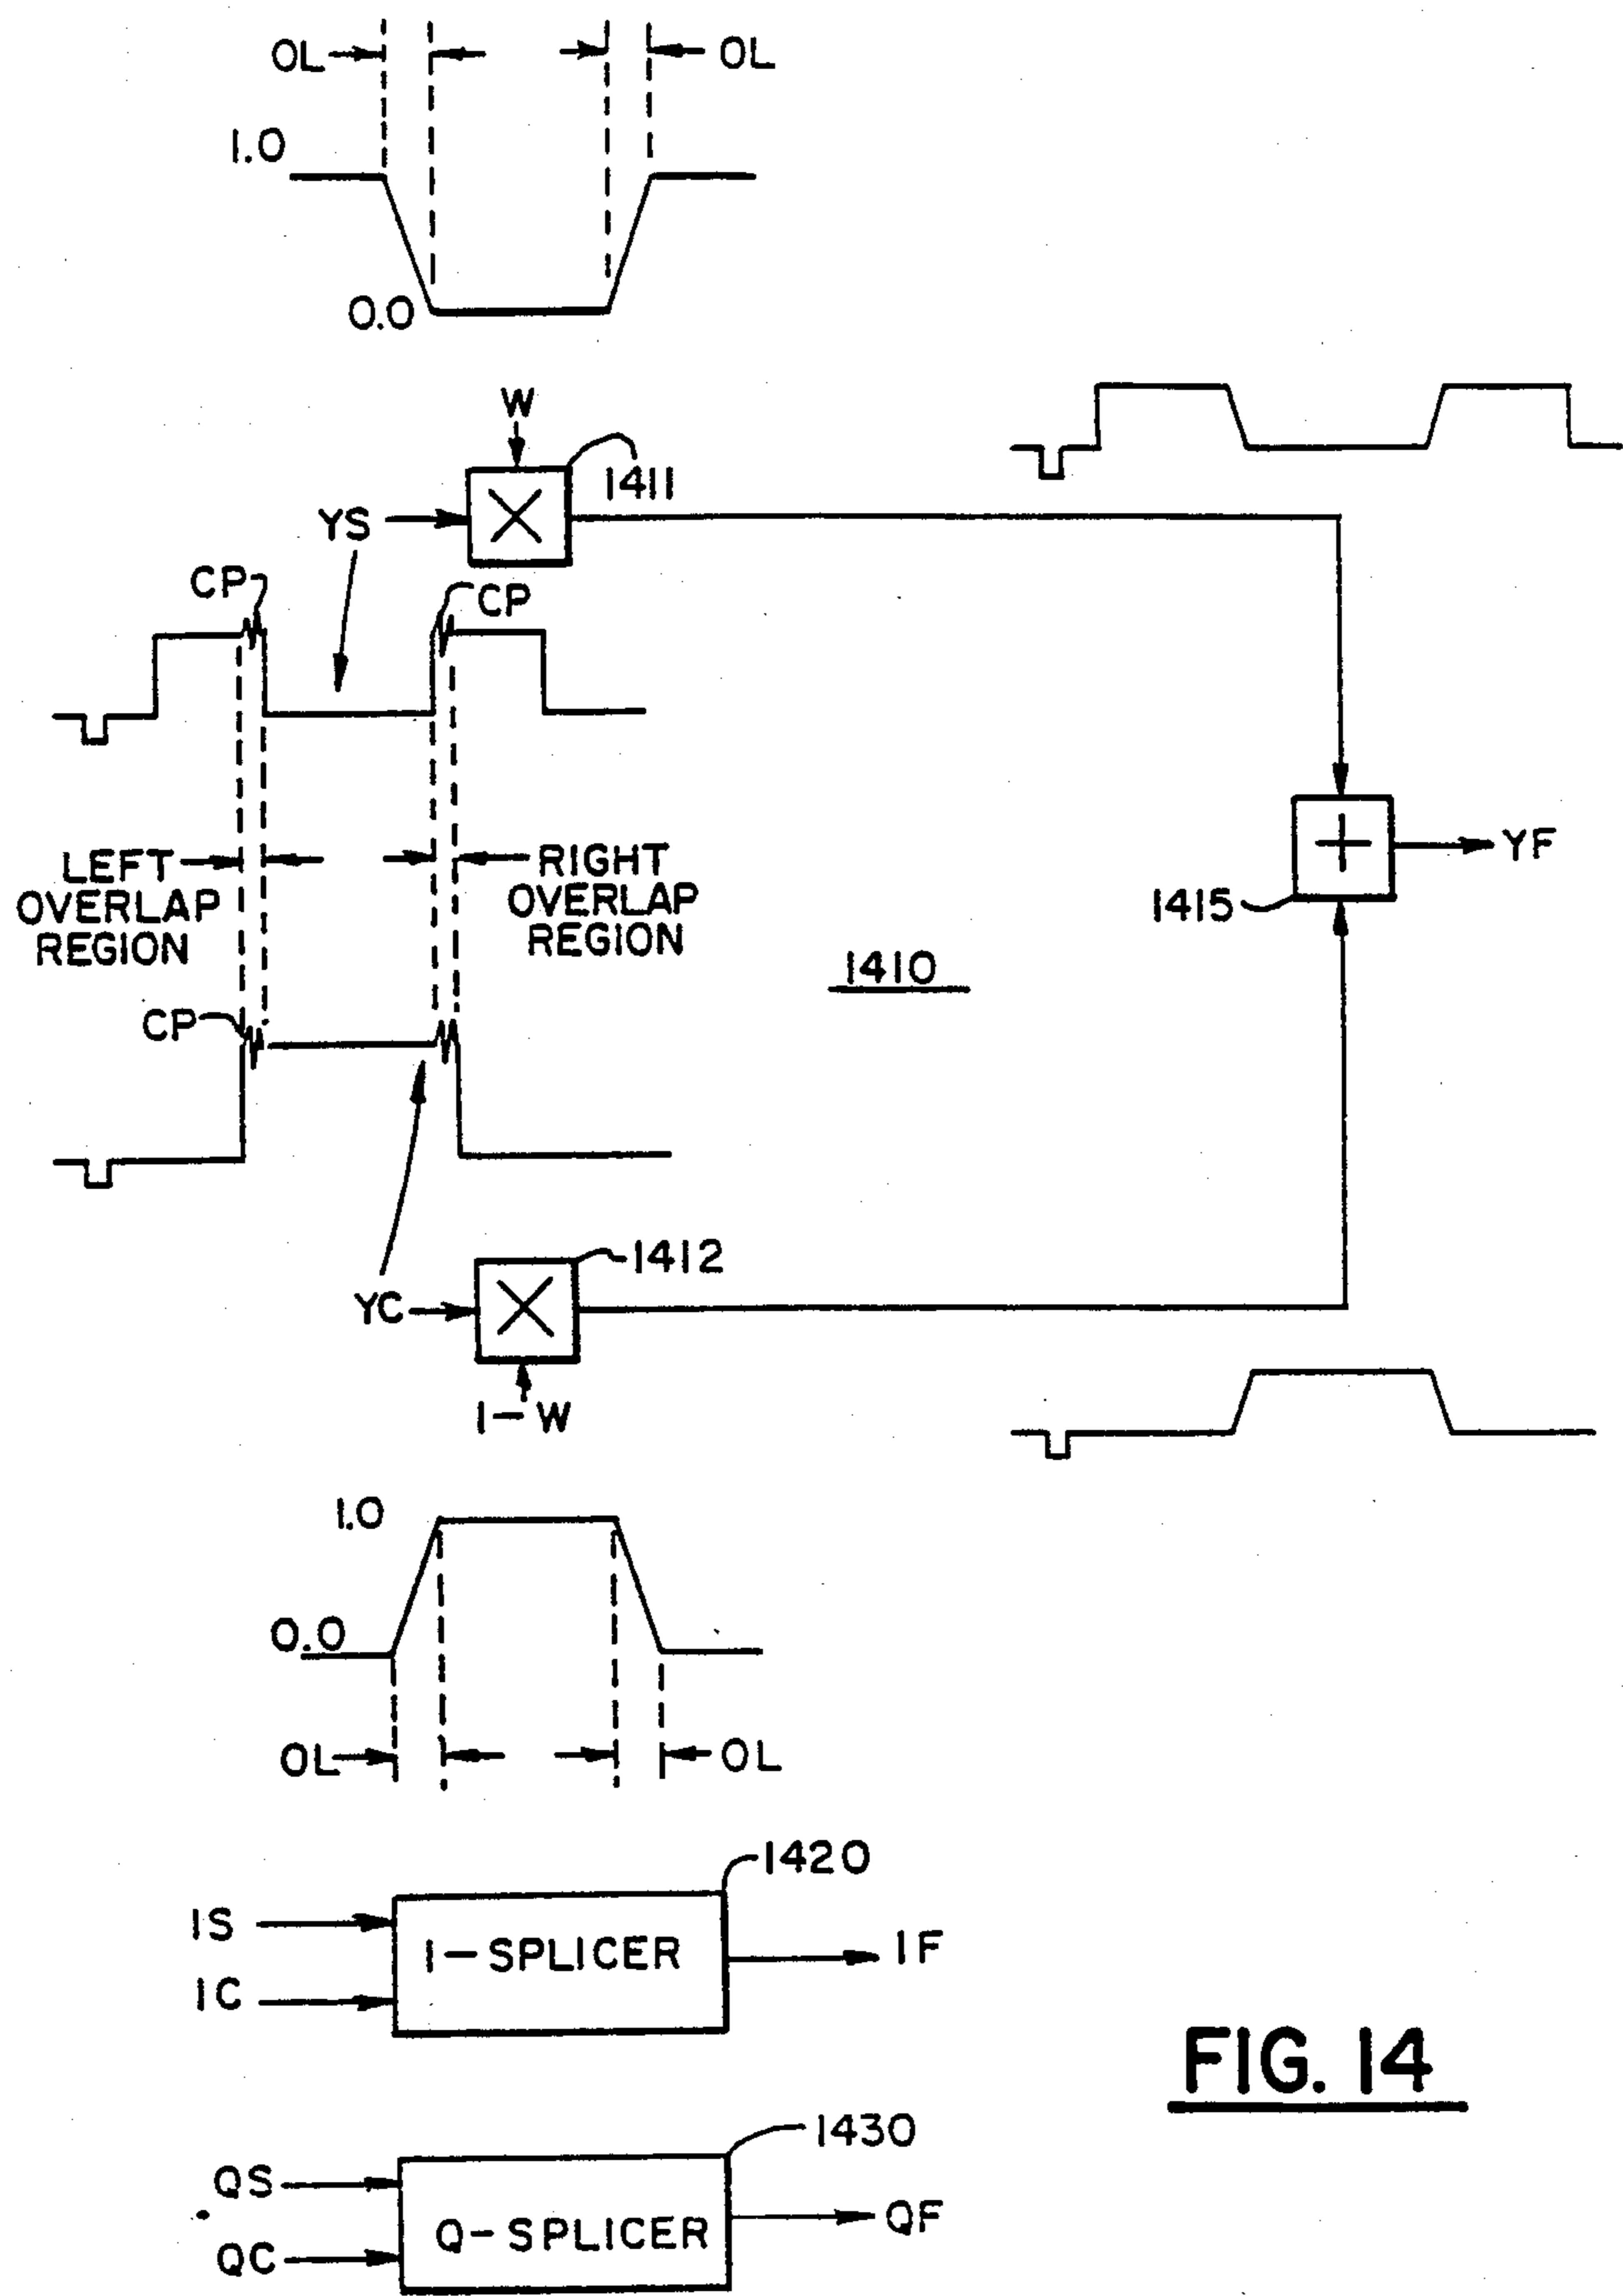 OL
OL
1.0
0.0
W
1411
YS
CP
CP
LEFT
OVERLAP
REGION
RIGHT
OVERLAP
REGION
1415
YF
1410
CP
1412
YC
1-W
1.0
0.0
OL
OL
1420
IS
IC
I-SPLICER
IF
1430
QS
QC
Q-SPLICER
QF
FIG. 14